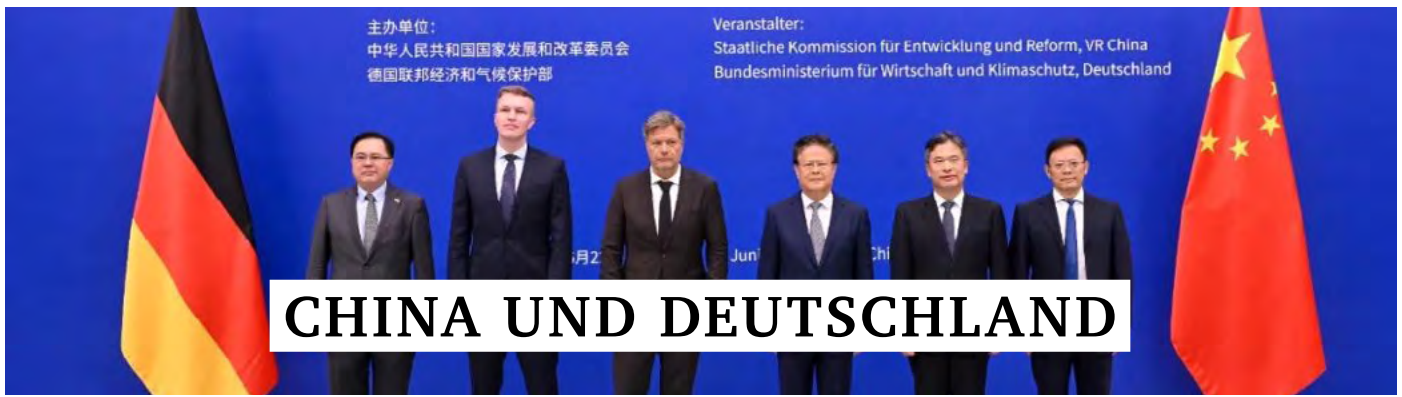 主办单位：
中华人民共和国国家发展和改革委员会
德国联邦经济和气候保护部
Veranstalter:
Staatliche Kommission für Entwicklung und Reform, VR China
Bundesministerium für Wirtschaft und Klimaschutz, Deutschland
CHINA UND DEUTSCHLAND